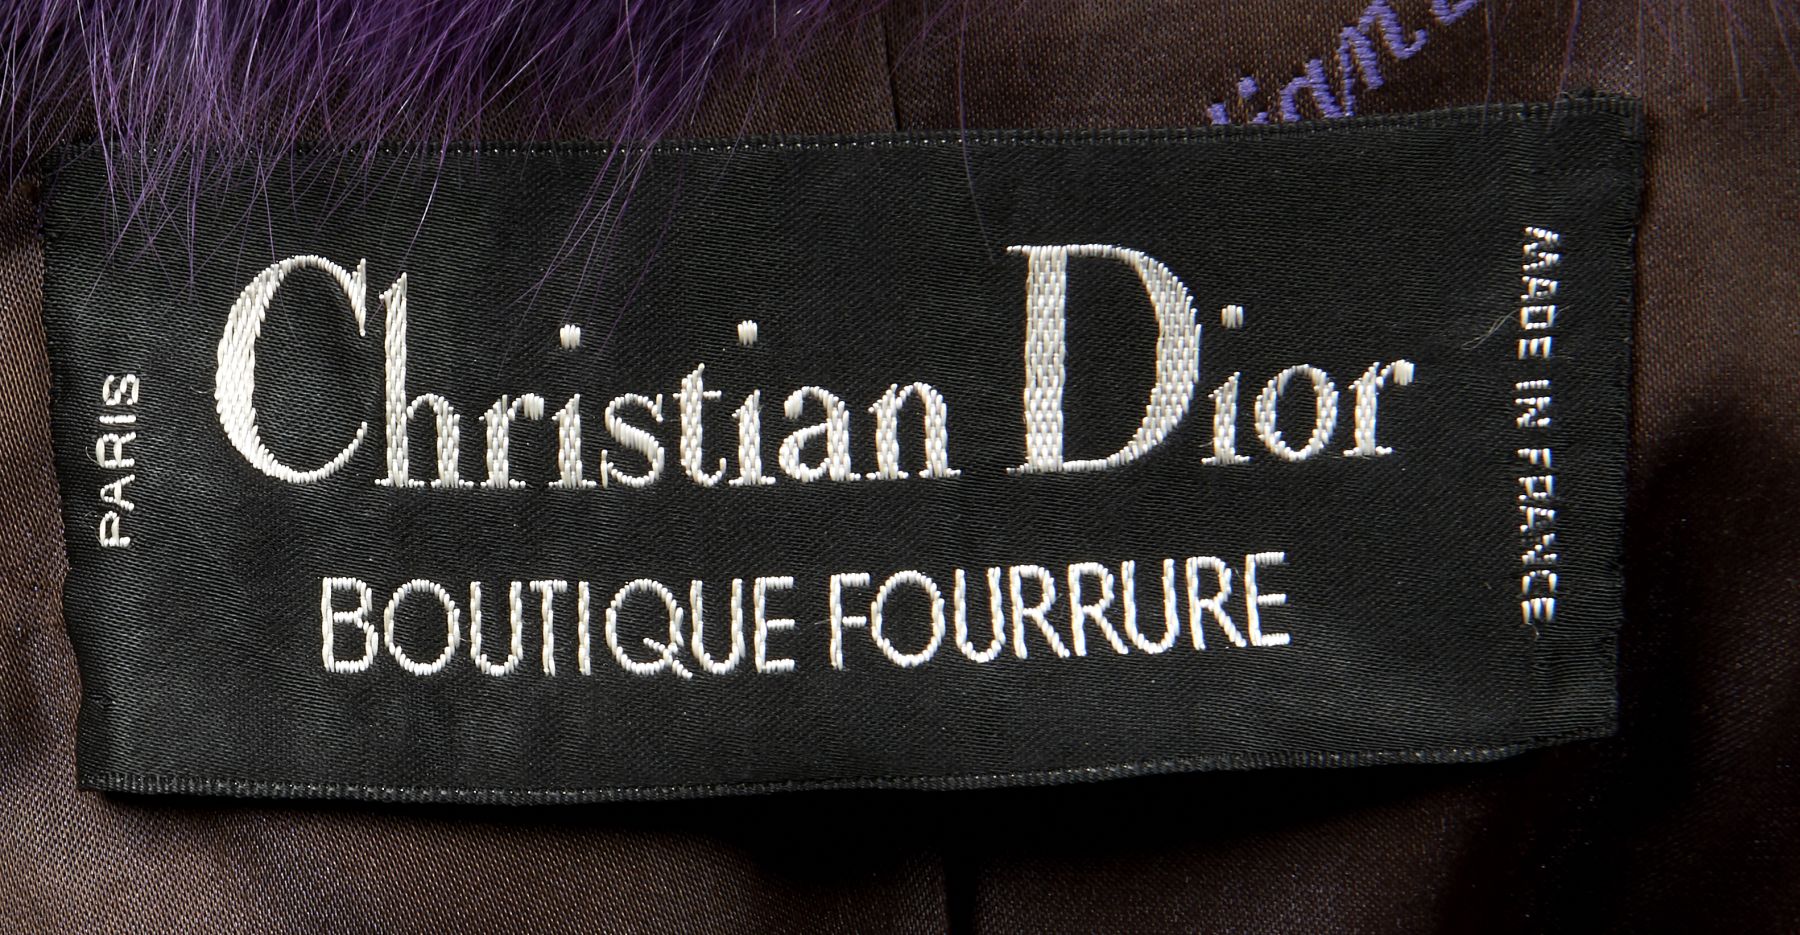 PARIS
Christian Dior
BOUTIQUE FOURRURE
MADE IN FRANCE